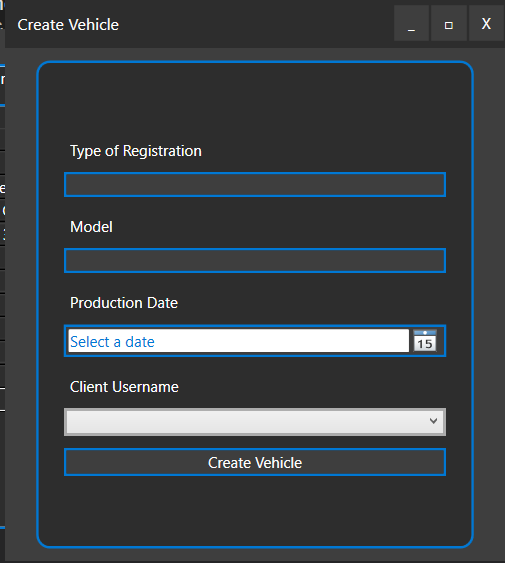 Create Vehicle
_ X
Type of Registration
Model
Production Date
Select a date
15
Client Username
Create Vehicle